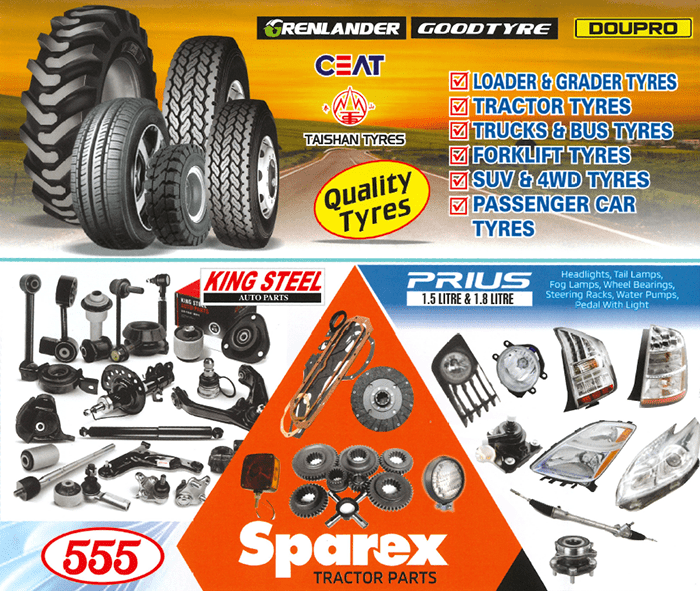 GRENLANDER
GOODTYRE
DOUPRO
CEAT
TAISHAN TYRES
Quality
Tyres
LOADER & GRADER TYRES
TRACTOR TYRES
TRUCKS & BUS TYRES
FORKLIFT TYRES
SUV & 4WD TYRES
PASSENGER CAR
TYRES
KING STEEL
AUTO PARTS
PRIUS
1.5 LITRE & 1.8 LITRE
Headlights, Tail Lamps,
Fog Lamps, Wheel Bearings,
Steering Racks, Water Pumps,
Pedal With Light
555
Sparex
TRACTOR PARTS